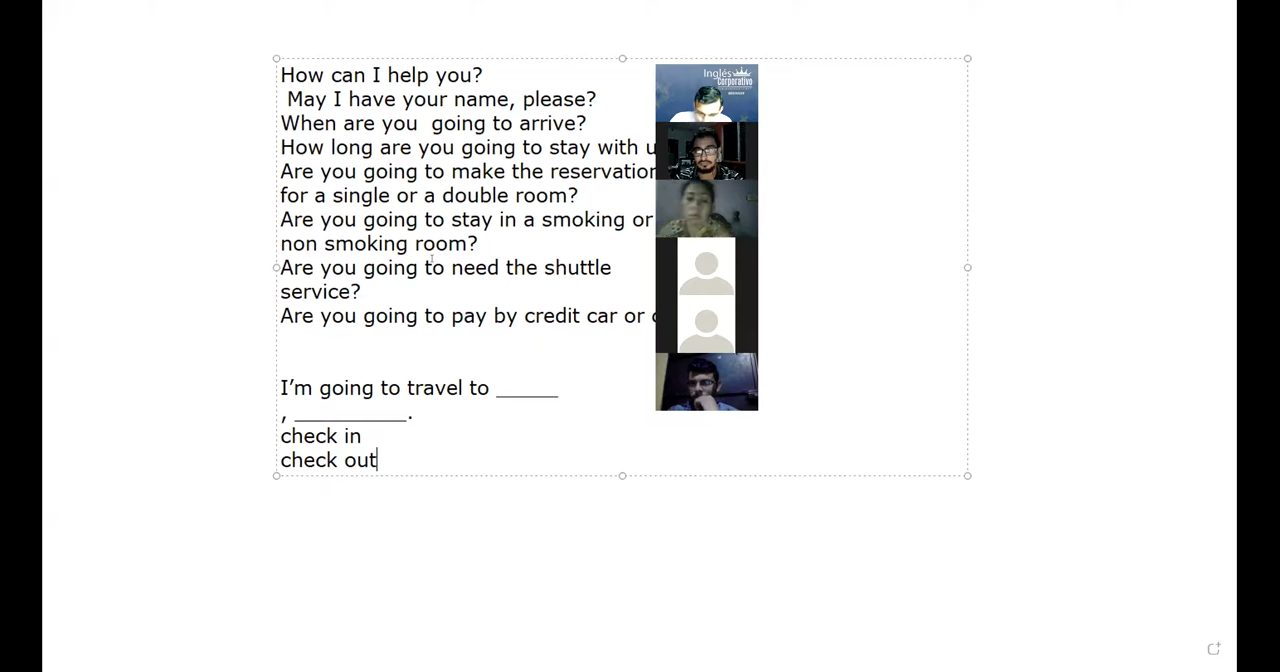 How can I help you?
May I have your name, please?
When are you going to arrive?
How long are you going to stay with
Are you going to make the reservation
for a single or a double room?
Are you going to stay in a smoking or
non smoking room?
Are you going to need the shuttle
service?
Are you going to pay by credit car or
I'm going to travel to ______
, ___________.
check in
check out
Inglés
Corporativo